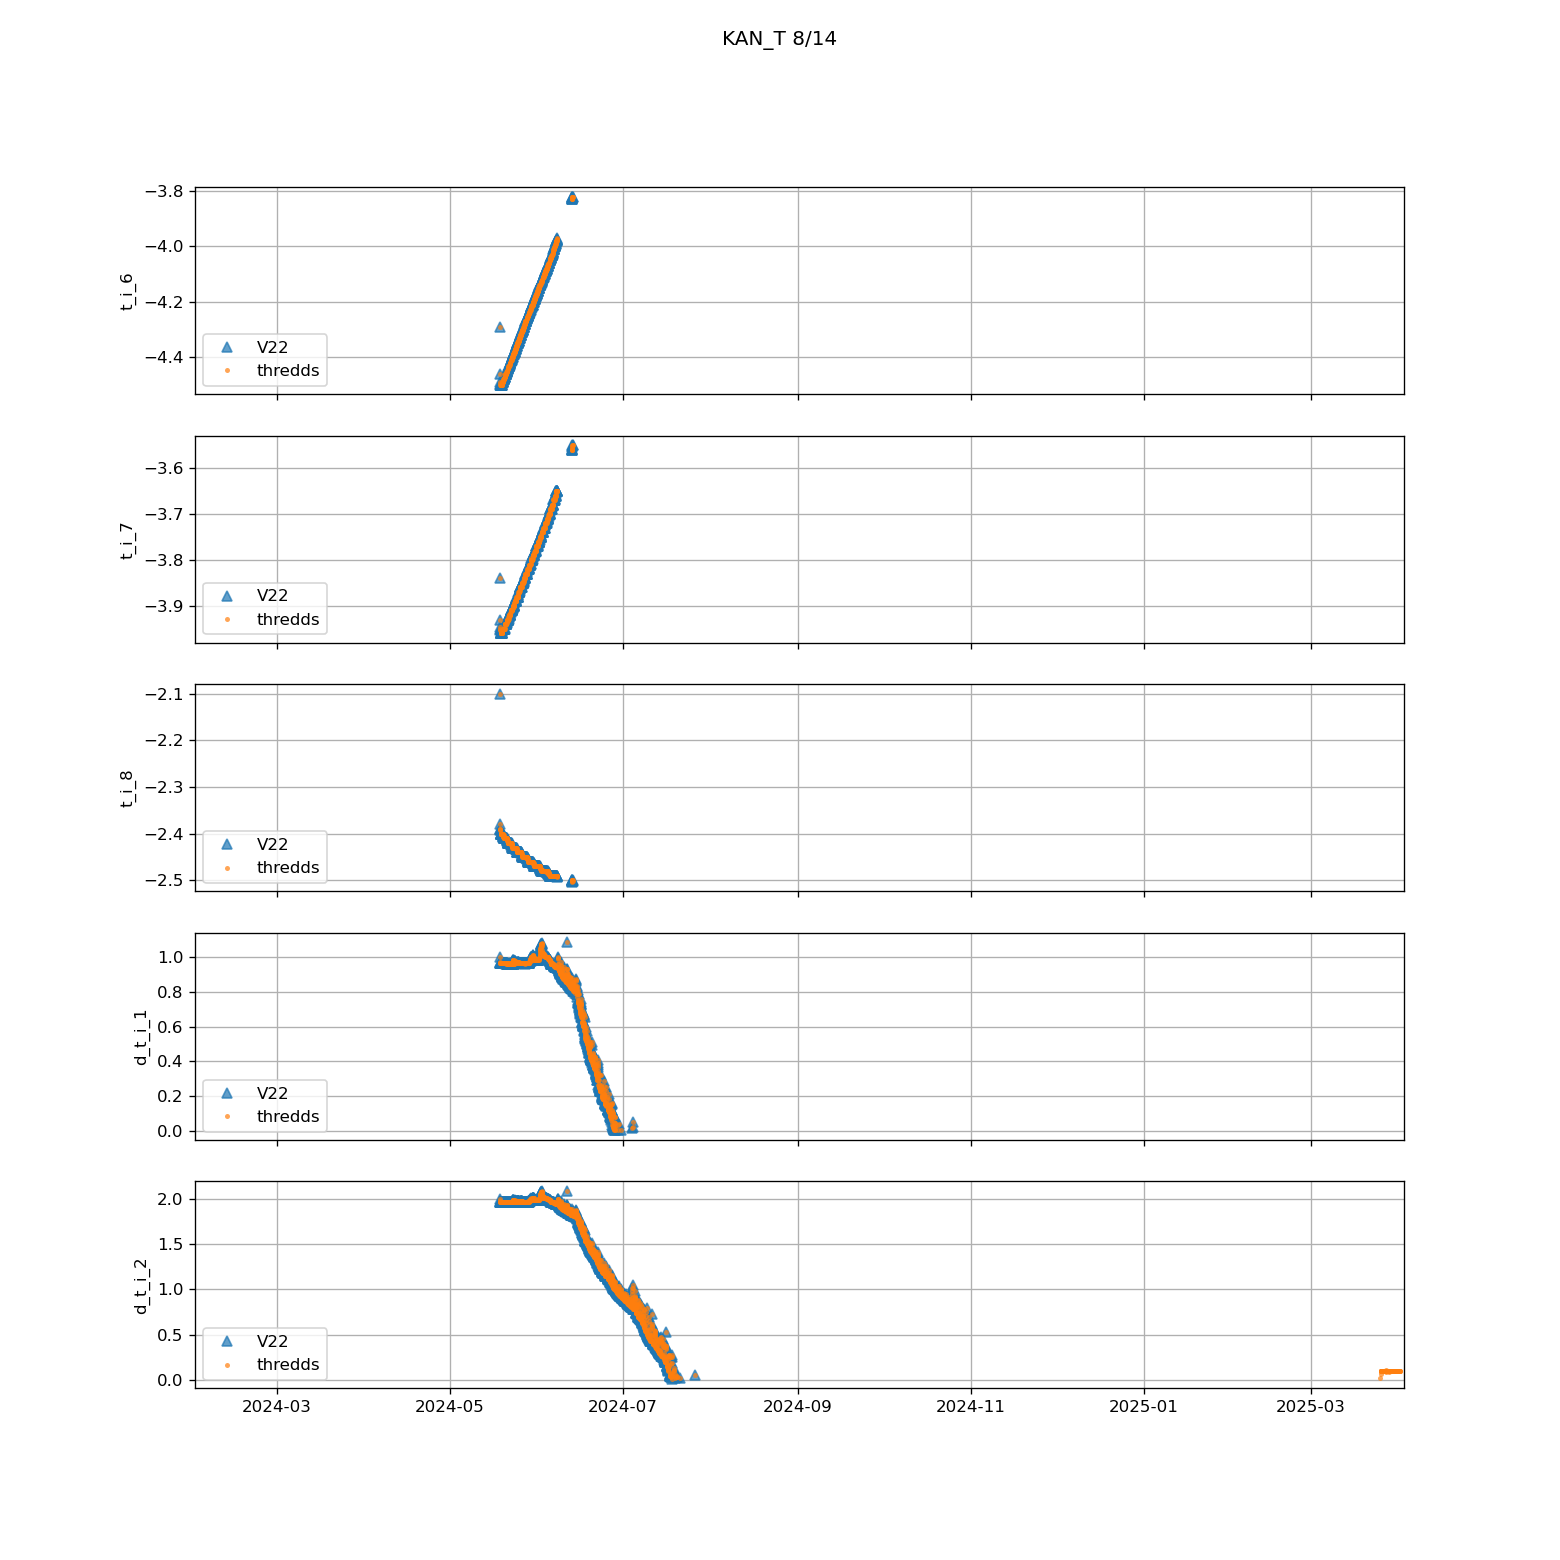 KAN_T 8/14
−3.8
−4.0
−4.2
−4.4
t_i_6
V22
thredds
−3.6
−3.7
−3.8
−3.9
t_i_7
V22
thredds
−2.1
−2.2
−2.3
−2.4
−2.5
t_i_8
V22
thredds
1.0
0.8
0.6
0.4
0.2
0.0
d_t_i_1
V22
thredds
2.0
1.5
1.0
0.5
0.0
d_t_i_2
V22
thredds
2024-03 2024-05 2024-07 2024-09 2024-11 2025-01 2025-03